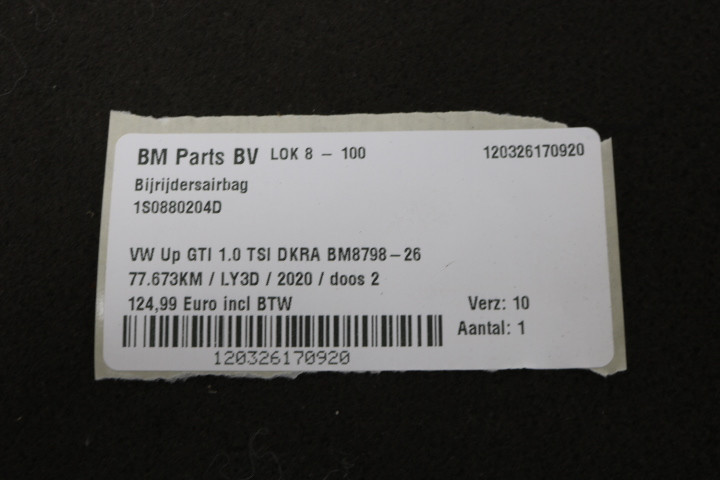 BM Parts BV LOK 8 - 100 120326170920
Bijrijdersairbag
1S0880204D
VW Up GTI 1.0 TSI DKRA BM8798-26
77.673KM / LY3D / 2020 / doos 2
124,99 Euro incl BTW Verz: 10
Aantal: 1
120326170920